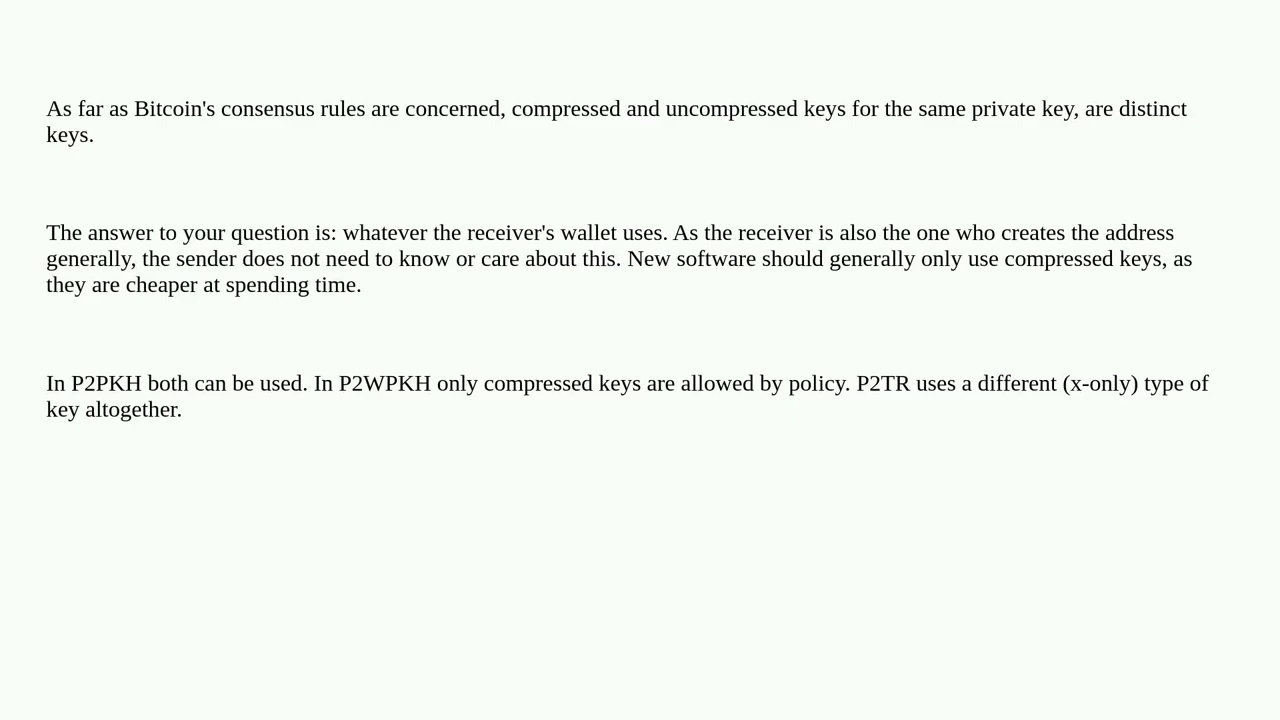 As far as Bitcoin's consensus rules are concerned, compressed and uncompressed keys for the same private key, are distinct
keys.
The answer to your question is: whatever the receiver's wallet uses. As the receiver is also the one who creates the address
generally, the sender does not need to know or care about this. New software should generally only use compressed keys, as
they are cheaper at spending time.
In P2PKH both can be used. In P2WPKH only compressed keys are allowed by policy. P2TR uses a different (x-only) type of
key altogether.